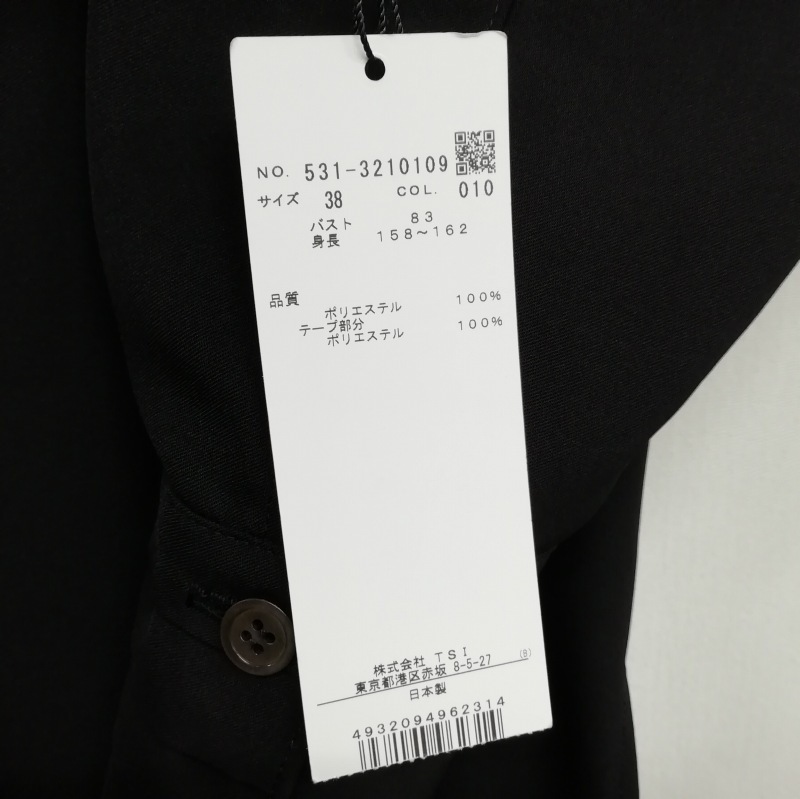 NO. 531-3210109
サイズ 38 COL. 010
バスト 83
身長 158～162
品質
ポリエステル 100%
テープ部分
ポリエステル 100%
株式会社 TSI (B)
東京都港区赤坂 8-5-27
日本製
4932094962314